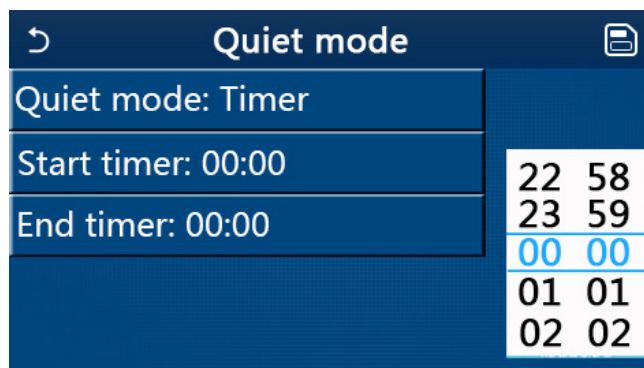 Quiet mode
Quiet mode: Timer
Start timer: 00:00
End timer: 00:00
22 58
23 59
00 00
01 01
02 02